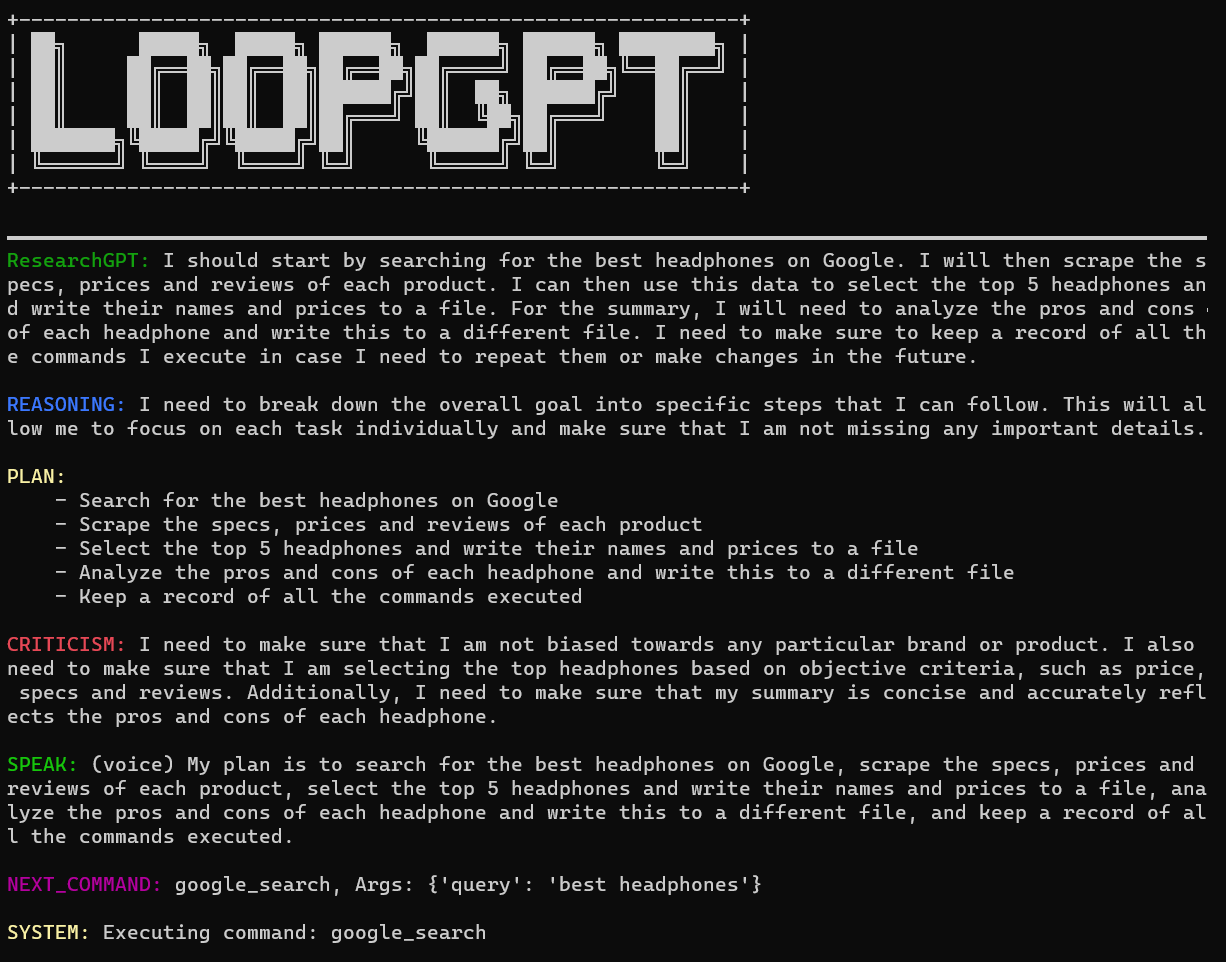 LOOPGPT
ResearchGPT: I should start by searching for the best headphones on Google. I will then scrape the s
pecs, prices and reviews of each product. I can then use this data to select the top 5 headphones an
d write their names and prices to a file. For the summary, I will need to analyze the pros and cons
of each headphone and write this to a different file. I need to make sure to keep a record of all th
e commands I execute in case I need to repeat them or make changes in the future.
REASONING: I need to break down the overall goal into specific steps that I can follow. This will al
low me to focus on each task individually and make sure that I am not missing any important details.
PLAN:
- Search for the best headphones on Google
- Scrape the specs, prices and reviews of each product
- Select the top 5 headphones and write their names and prices to a file
- Analyze the pros and cons of each headphone and write this to a different file
- Keep a record of all the commands executed
CRITICISM: I need to make sure that I am not biased towards any particular brand or product. I also
need to make sure that I am selecting the top headphones based on objective criteria, such as price,
specs and reviews. Additionally, I need to make sure that my summary is concise and accurately refl
ects the pros and cons of each headphone.
SPEAK: (voice) My plan is to search for the best headphones on Google, scrape the specs, prices and
reviews of each product, select the top 5 headphones and write their names and prices to a file, ana
lyze the pros and cons of each headphone and write this to a different file, and keep a record of al
l the commands executed.
NEXT_COMMAND: google_search, Args: {'query': 'best headphones'}
SYSTEM: Executing command: google_search